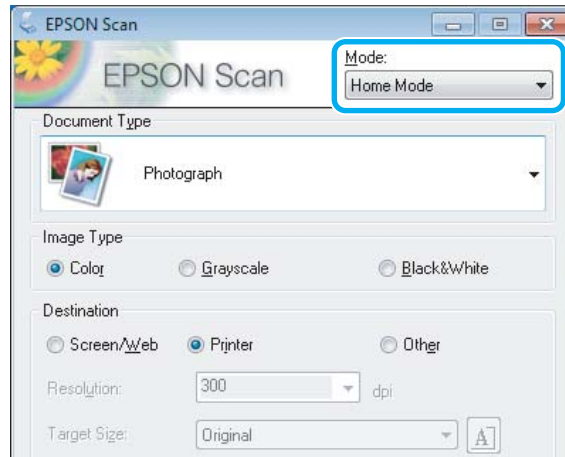 EPSON Scan
EPSON Scan
Mode:
Home Mode
Document Type
Photograph
Image Type
Color
Grayscale
Black&White
Destination
Screen/Web
Printer
Other
Resolution:
300
dpi
Target Size:
Original
A